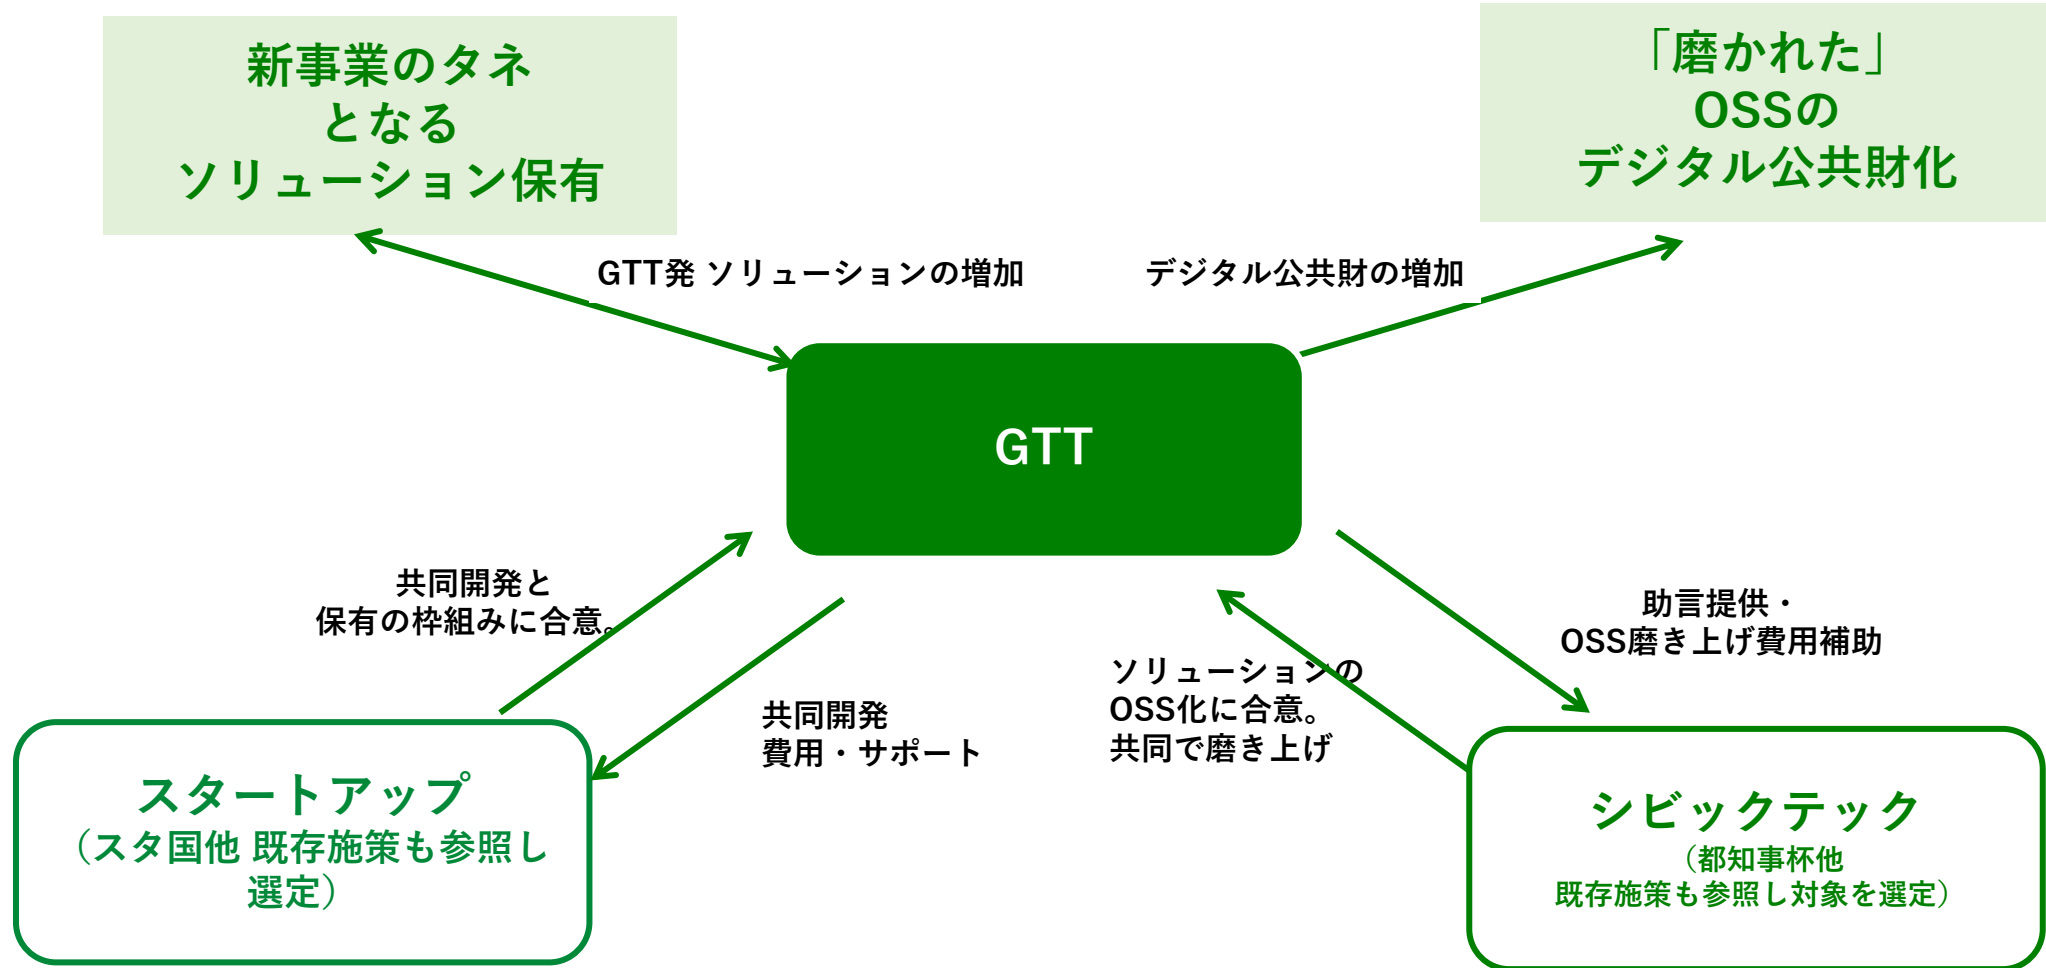 新事業のタネ
となる
ソリューション保有
「磨かれた」
OSSの
デジタル公共財化
GTT発 ソリューションの増加
デジタル公共財の増加
GTT
共同開発と
保有の枠組みに合意。
共同開発
費用・サポート
ソリューションの
OSS化に合意。
共同で磨き上げ
助言提供・
OSS磨き上げ費用補助
スタートアップ
（スタ国他 既存施策も参照し
選定）
シビックテック
（都知事杯他
既存施策も参照し対象を選定）